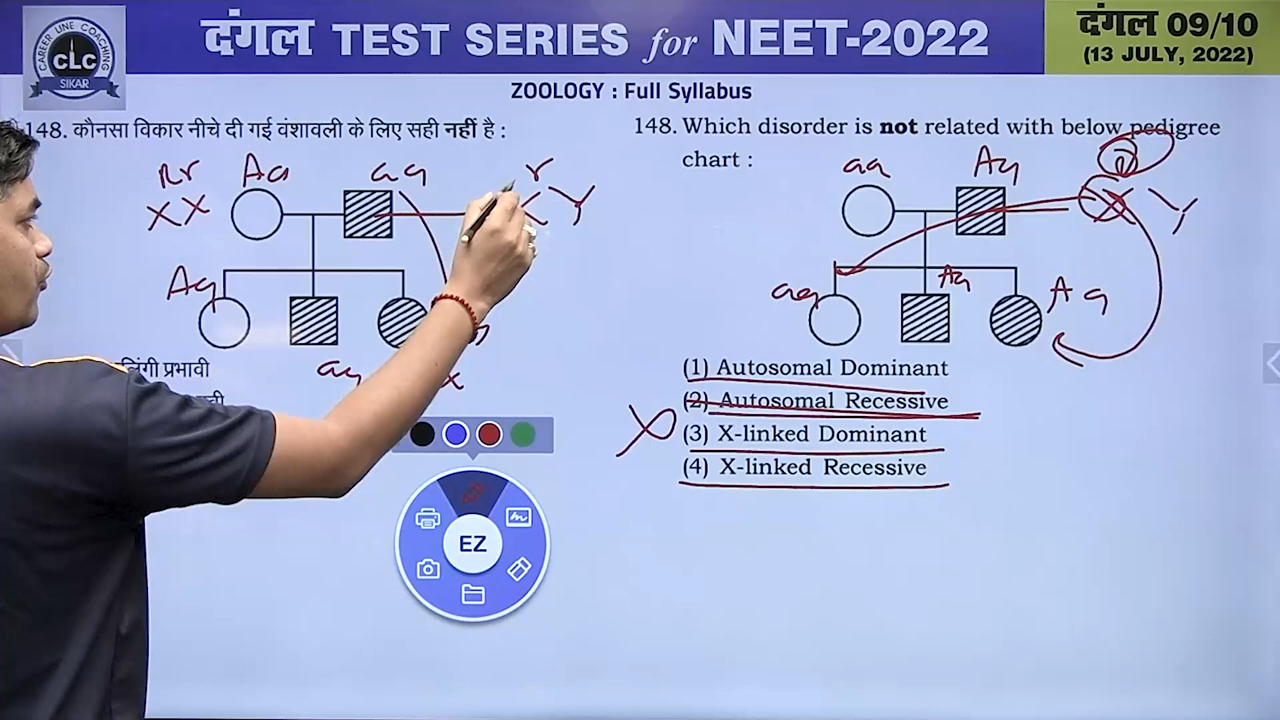 CAREER LINE COACHING
CLC
SIKAR
दंगल TEST SERIES for NEET-2022
दंगल 09/10
(13 JULY, 2022)
ZOOLOGY : Full Syllabus
148. कौनसा विकार नीचे दी गई वंशावली के लिए सही नहीं है :
Rr Aa aa r
XX X Y
Aa
aa
लिंगी प्रभावी
148. Which disorder is not related with below pedigree
chart :
aa Aa
X Y
aa Aa Aa
(1) Autosomal Dominant
(2) Autosomal Recessive
(3) X-linked Dominant
(4) X-linked Recessive
EZ